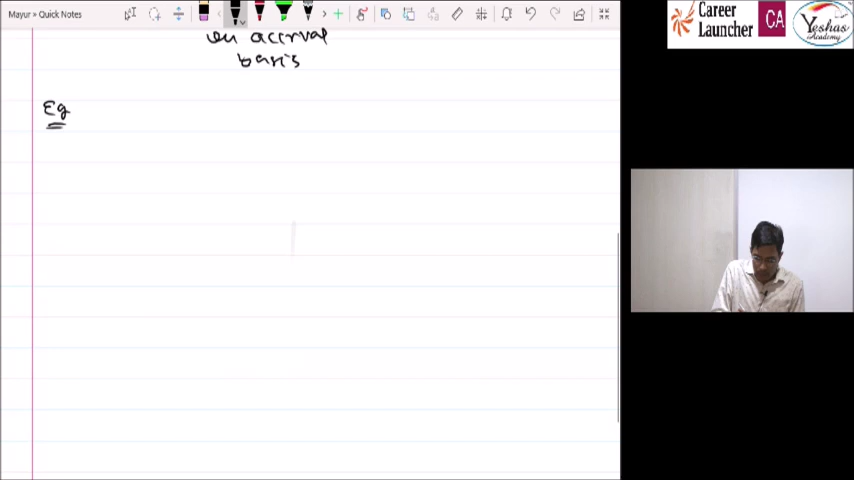 Mayur » Quick Notes
on accrual
basis
Eg
Career
Launcher
CA
Yeshas
Academy